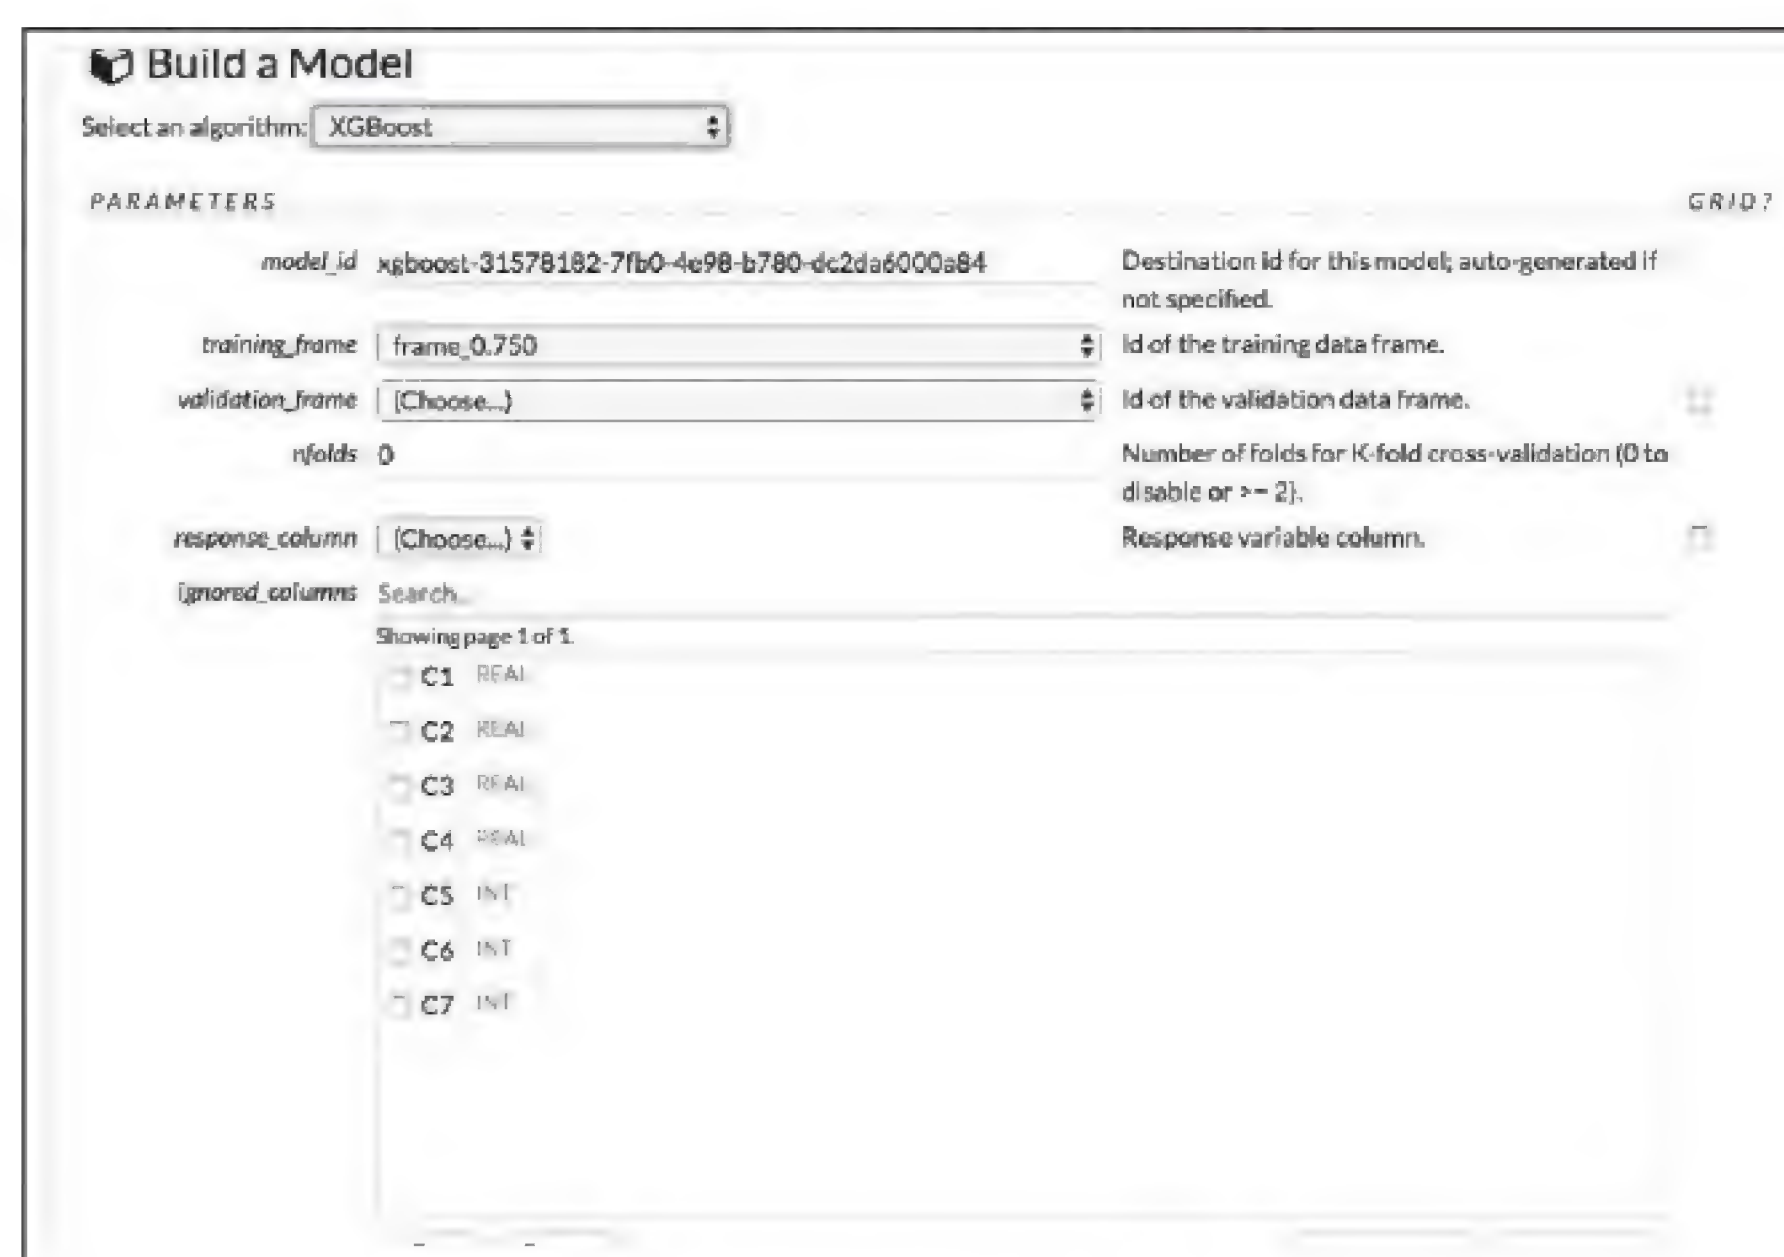 Build a Model
Select an algorithm: XGBoost
PARAMETERS GRID?
model_id xgboost-31578182-7fb0-4e98-b780-dc2da6000a84 Destination id for this model; auto-generated if
not specified.
training_frame frame_0.750 Id of the training data frame.
validation_frame (Choose...) Id of the validation data frame.
nfolds 0 Number of folds for K-fold cross-validation (0 to
disable or >= 2).
response_column (Choose...) Response variable column.
ignored_columns Search...
Showing page 1 of 1.
C1 REAL
C2 REAL
C3 REAL
C4 REAL
C5 INT
C6 INT
C7 INT